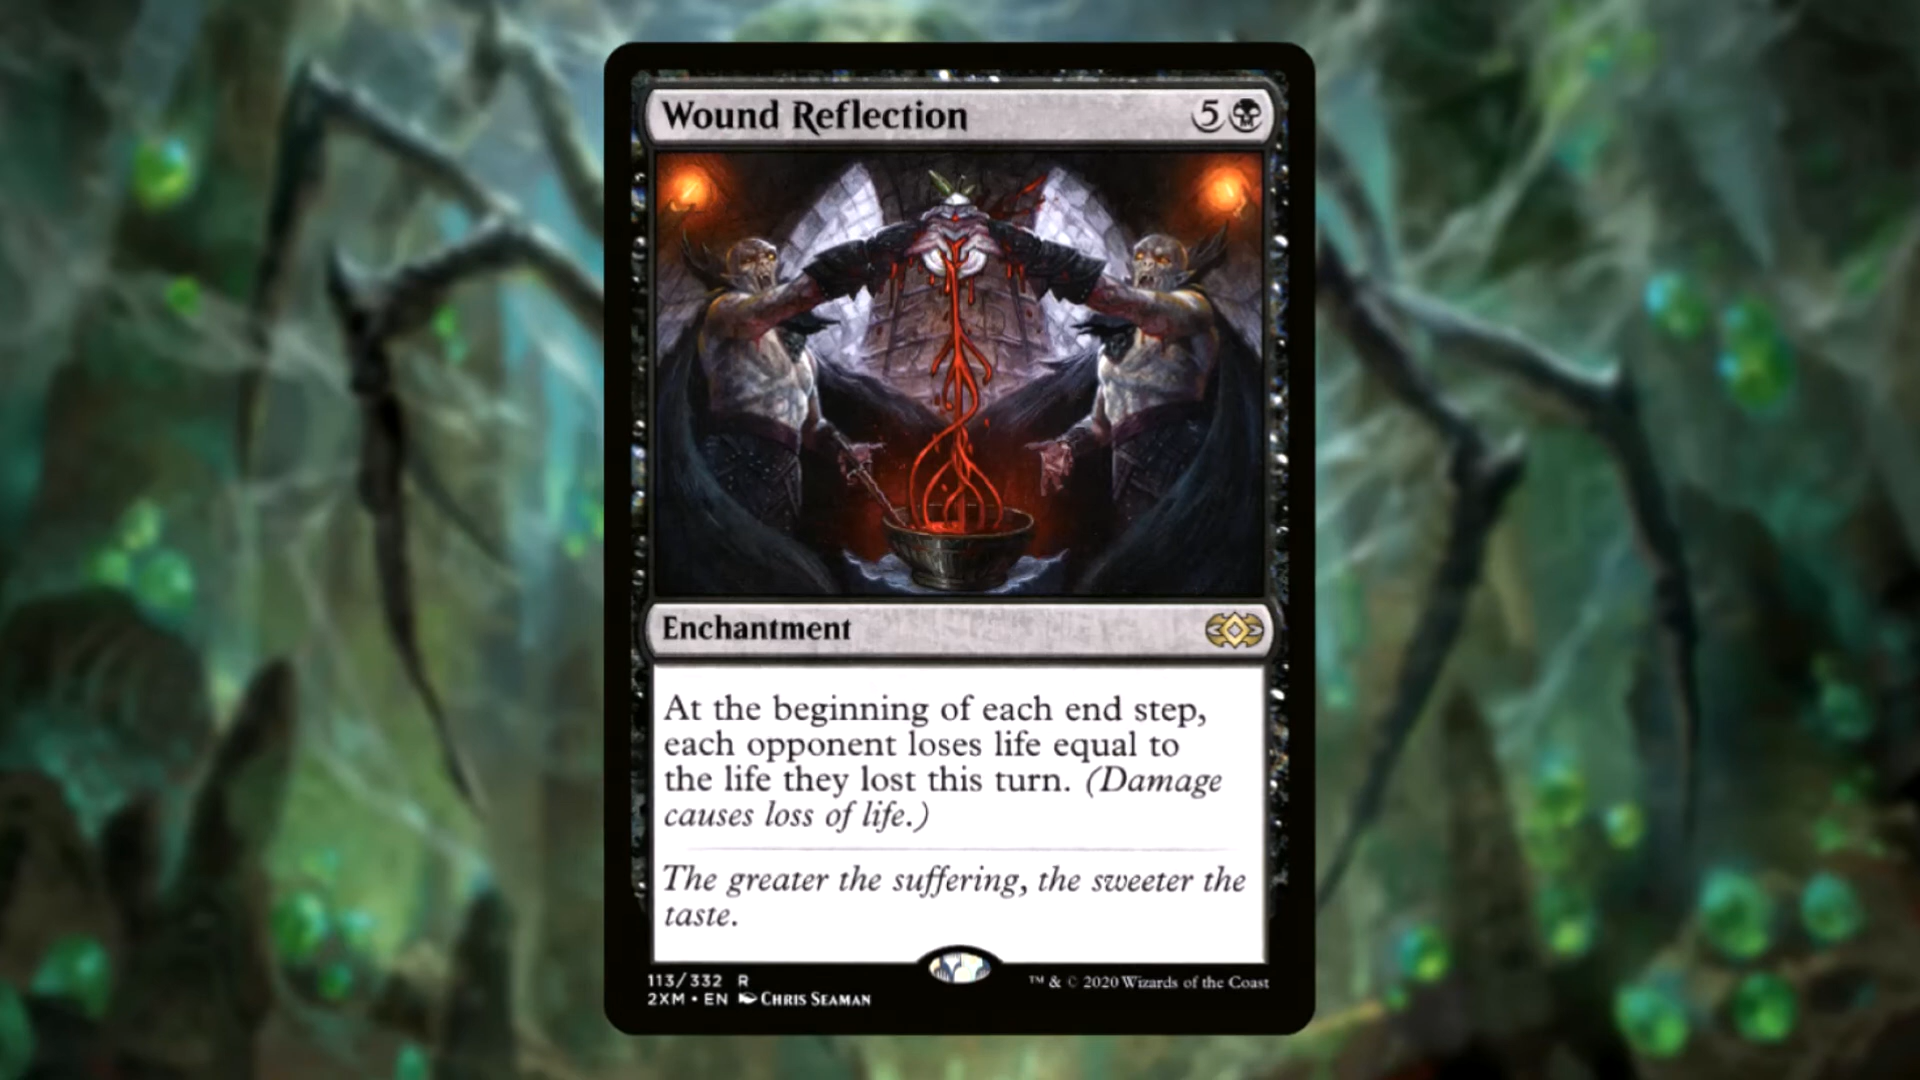 Wound Reflection 5
Enchantment
At the beginning of each end step,
each opponent loses life equal to
the life they lost this turn. (Damage
causes loss of life.)
The greater the suffering, the sweeter the
taste.
113/332 R
2XM • EN Chris Seaman
™ & © 2020 Wizards of the Coast